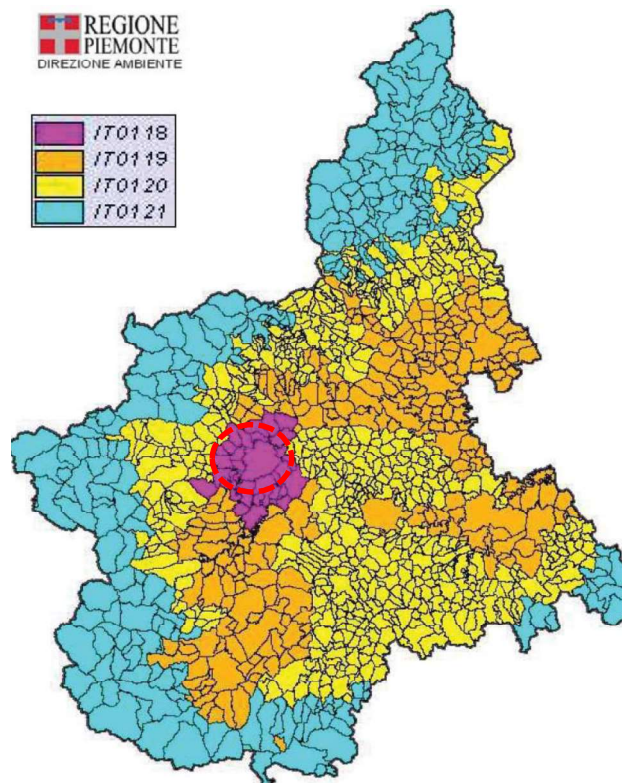 REGIONE
PIEMONTE
DIREZIONE AMBIENTE
IT0118
IT0119
IT0120
IT0121